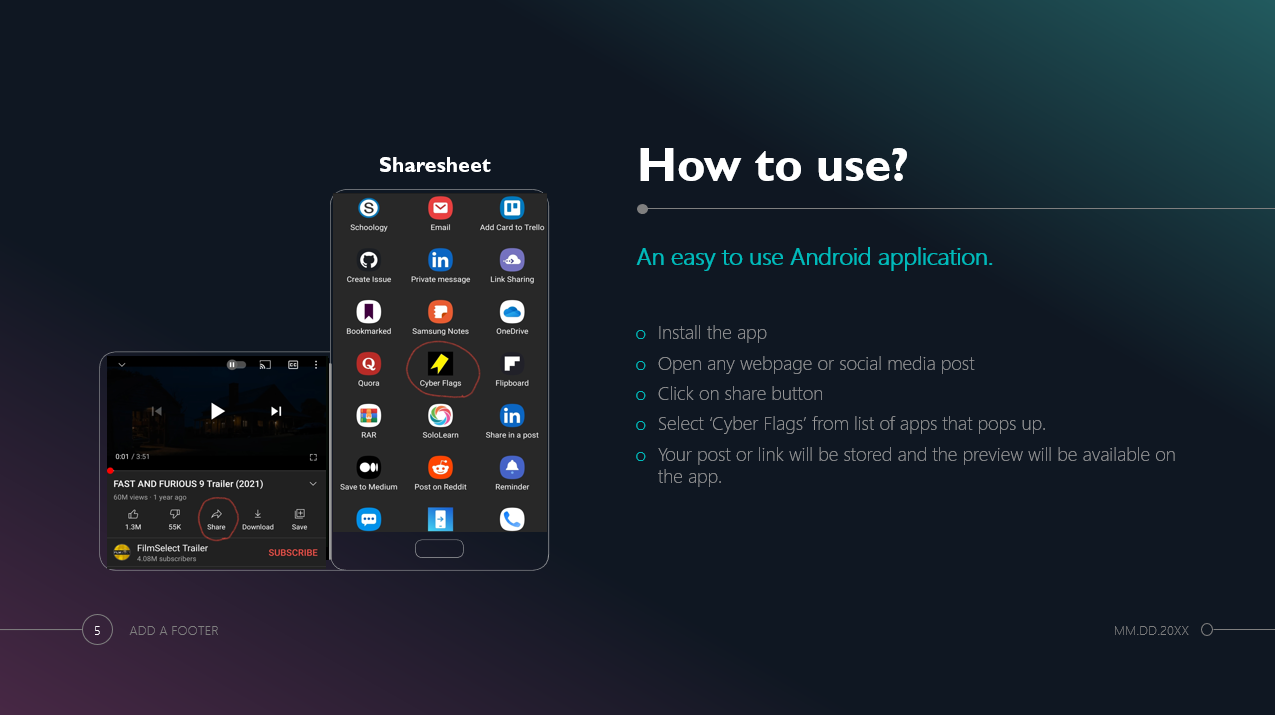 Sharesheet
Schoology
Email
Add Card to Trello
Create Issue
Private message
Link Sharing
Bookmarked
Samsung Notes
OneDrive
Quora
Cyber Flags
Flipboard
RAR
SoloLearn
Share in a post
Save to Medium
Post on Reddit
Reminder
CC
0:01 / 3:51
FAST AND FURIOUS 9 Trailer (2021)
60M views · 1 year ago
1.3M
55K
Share
Download
Save
FilmSelect Trailer
4.08M subscribers
SUBSCRIBE
How to use?
An easy to use Android application.
Install the app
Open any webpage or social media post
Click on share button
Select ‘Cyber Flags’ from list of apps that pops up.
Your post or link will be stored and the preview will be available on
the app.
5
ADD A FOOTER
MM.DD.20XX